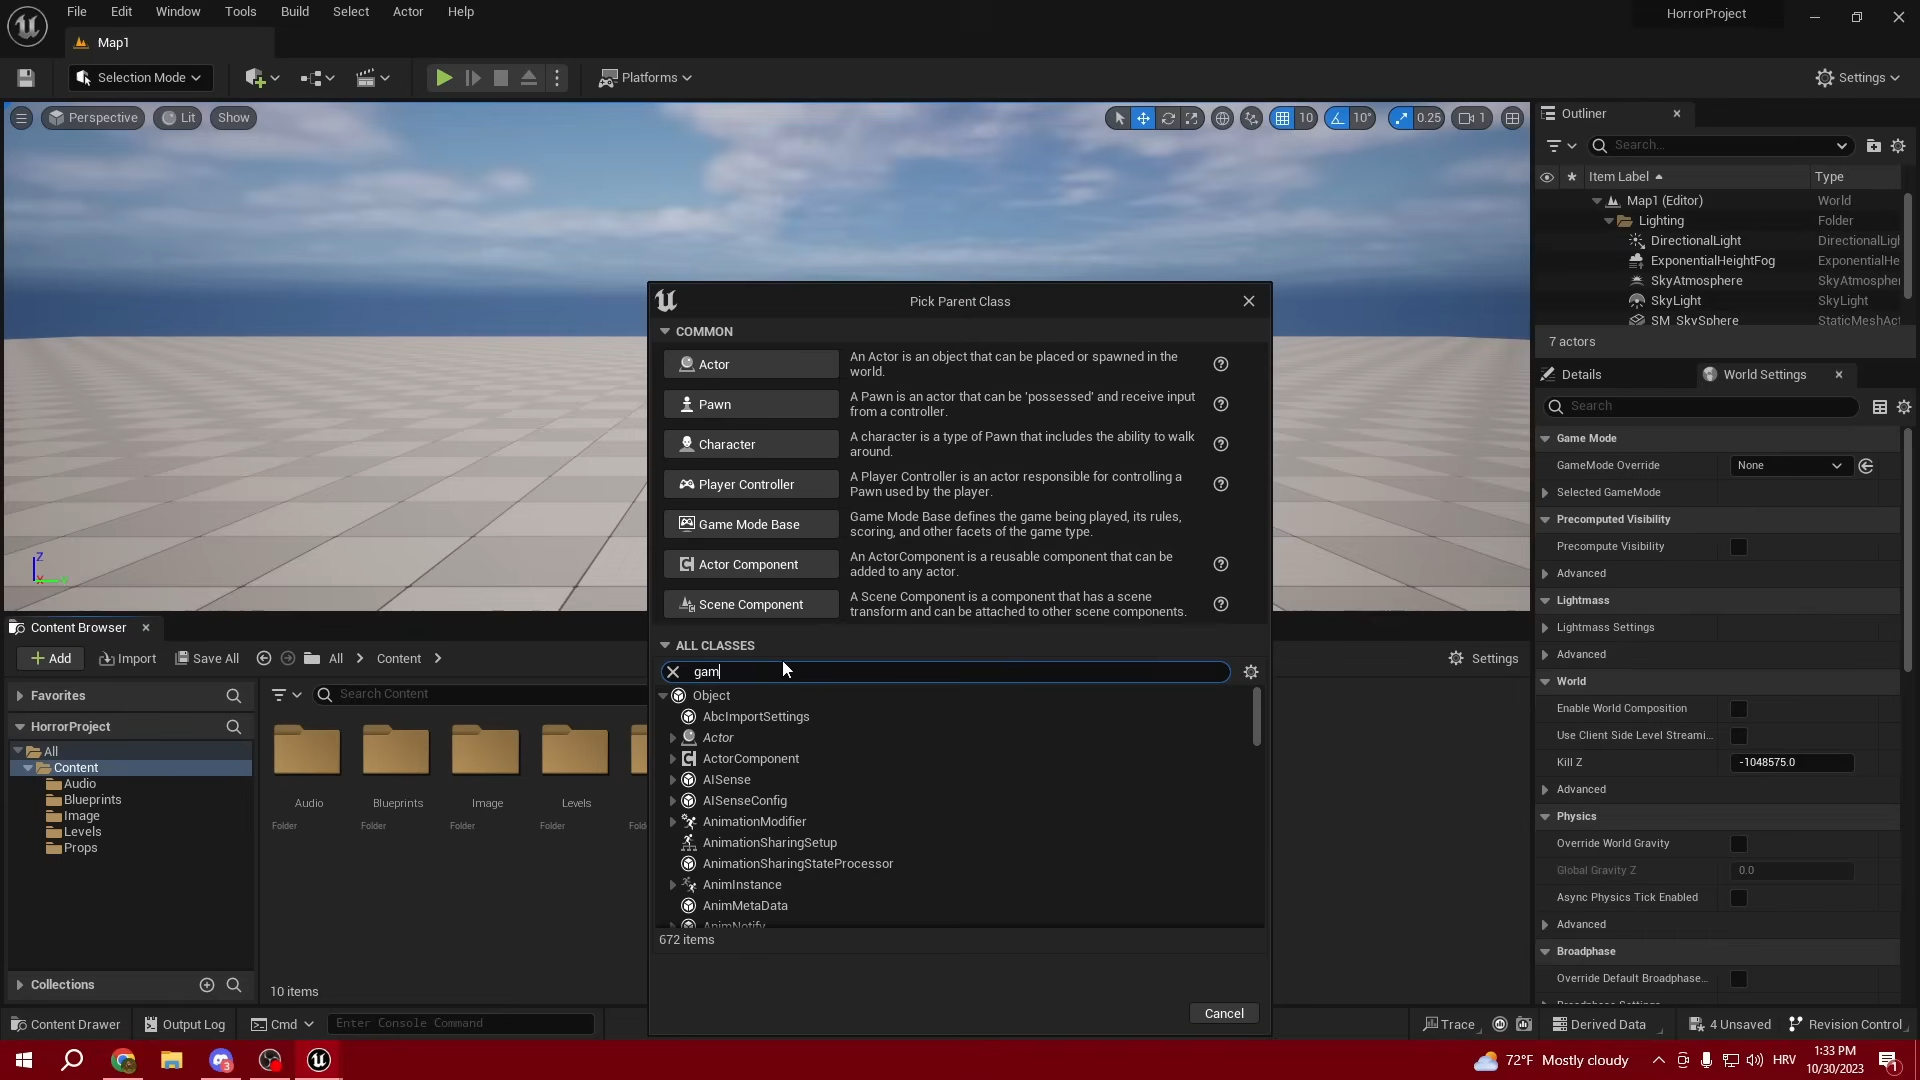 File Edit Window Tools Build Select Actor Help
HorrorProject
Map1
Selection Mode
Platforms
Settings
Perspective Lit Show
10 10° 0.25 1
Outliner
Search...
Item Label Type
Map1 (Editor) World
Lighting Folder
DirectionalLight DirectionalLigl
ExponentialHeightFog ExponentialHe
SkyAtmosphere SkyAtmospher
SkyLight SkyLight
SM_SkySphere StaticMeshAct
7 actors
Details World Settings
Search
Game Mode
GameMode Override None
Selected GameMode
Precomputed Visibility
Precompute Visibility
Advanced
Lightmass
Lightmass Settings
Advanced
World
Enable World Composition
Use Client Side Level Streami...
Kill Z -1048575.0
Advanced
Physics
Override World Gravity
Global Gravity Z 0.0
Async Physics Tick Enabled
Advanced
Broadphase
Override Default Broadphase...
Pick Parent Class
COMMON
Actor
An Actor is an object that can be placed or spawned in the
world.
Pawn
A Pawn is an actor that can be 'possessed' and receive input
from a controller.
Character
A character is a type of Pawn that includes the ability to walk
around.
Player Controller
A Player Controller is an actor responsible for controlling a
Pawn used by the player.
Game Mode Base
Game Mode Base defines the game being played, its rules,
scoring, and other facets of the game type.
Actor Component
An ActorComponent is a reusable component that can be
added to any actor.
Scene Component
A Scene Component is a component that has a scene
transform and can be attached to other scene components.
ALL CLASSES
gam
Object
AbcImportSettings
Actor
ActorComponent
AISense
AISenseConfig
AnimationModifier
AnimationSharingSetup
AnimationSharingStateProcessor
AnimInstance
AnimMetaData
AnimNotify
672 items
Cancel
Z
Content Browser
Add Import Save All All Content
Settings
Favorites
Search Content
HorrorProject
All
Content
Audio
Blueprints
Image
Levels
Props
Collections
Audio Blueprints Image Levels
Folder Folder Folder Folder
10 items
Content Drawer Output Log Cmd Enter Console Command
Trace Derived Data 4 Unsaved Revision Control
72°F Mostly cloudy HRV
1:33 PM
10/30/2023